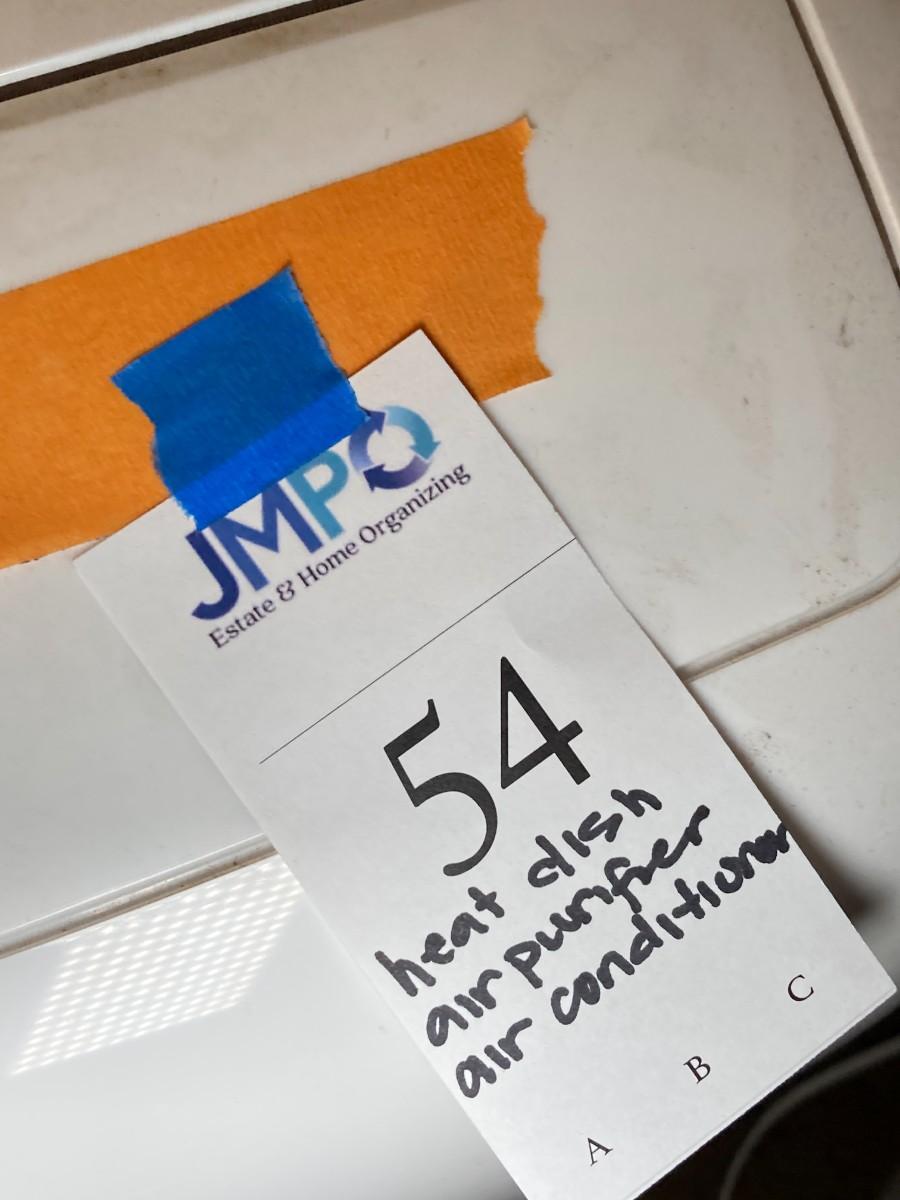 JMPO
Estate & Home Organizing
54
heat dish
air purifier
air conditioner
A B C